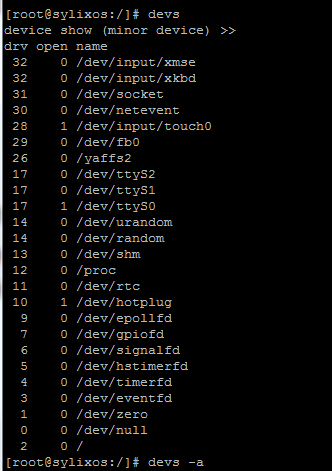 [root@sylixos:/]# devs
device show (minor device) >>
drv open name
32 0 /dev/input/xmse
32 0 /dev/input/xkbd
31 0 /dev/socket
30 0 /dev/netevent
28 1 /dev/input/touch0
29 0 /dev/fb0
26 0 /yaffs2
17 0 /dev/ttyS2
17 0 /dev/ttyS1
17 1 /dev/ttyS0
14 0 /dev/urandom
14 0 /dev/random
13 0 /dev/shm
12 0 /proc
11 0 /dev/rtc
10 1 /dev/hotplug
9 0 /dev/epollfd
7 0 /dev/gpiofd
6 0 /dev/signalfd
5 0 /dev/hstimerfd
4 0 /dev/timerfd
3 0 /dev/eventfd
1 0 /dev/zero
0 0 /dev/null
2 0 /
[root@sylixos:/]# devs -a